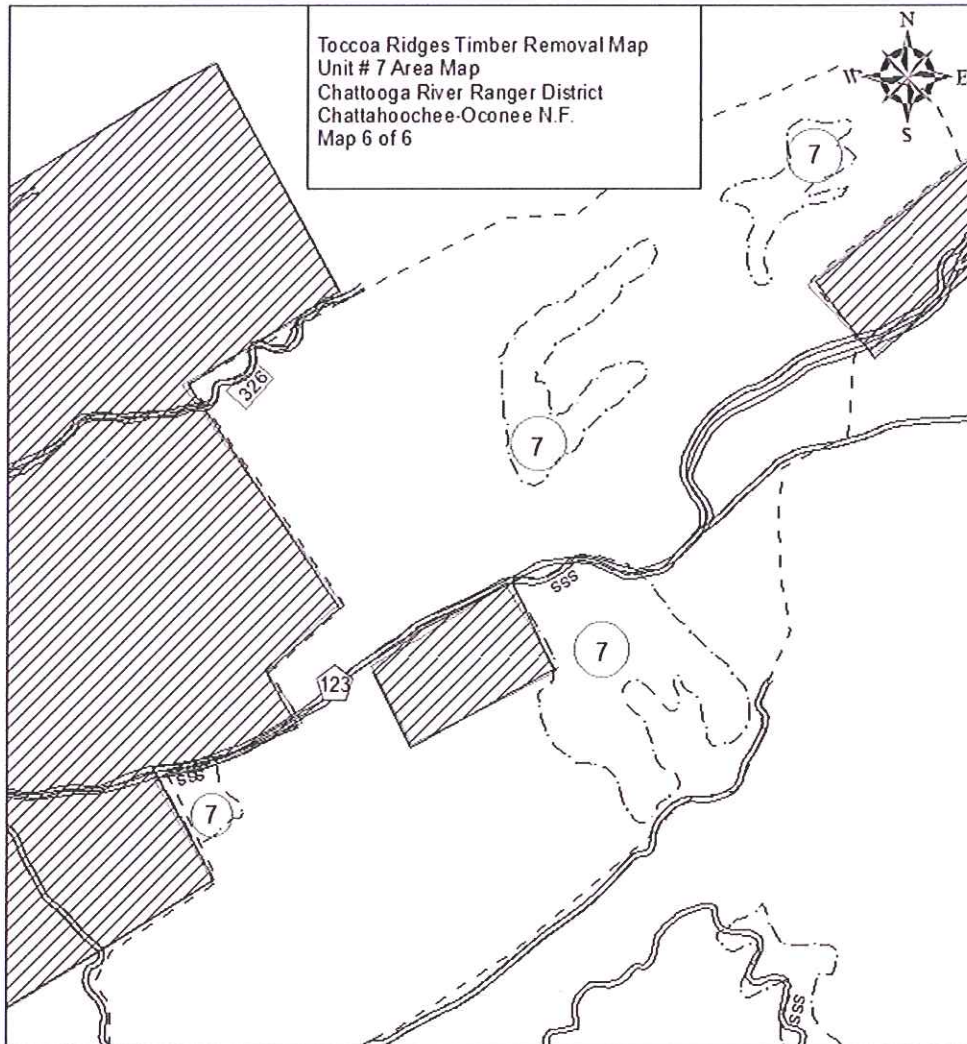 Toccoa Ridges Timber Removal Map
Unit # 7 Area Map
Chattooga River Ranger District
Chattahoochee-Oconee N.F.
Map 6 of 6
N
W
E
S
7
326
7
sss
7
123
sss
7
sss